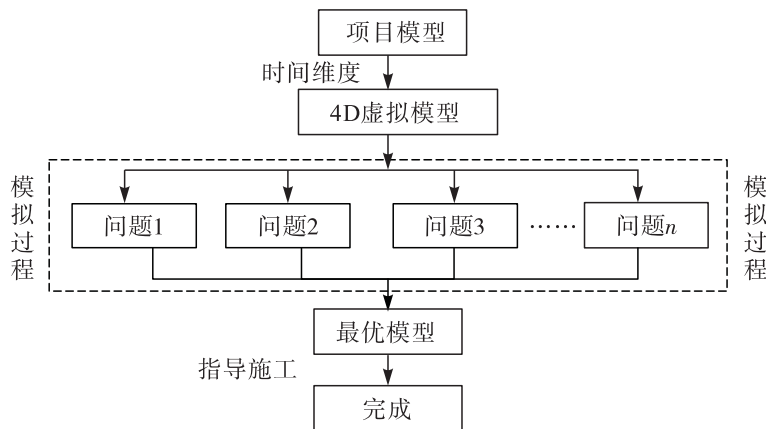 项目模型
时间维度
4D虚拟模型
模拟过程
模拟过程
问题1
问题2
问题3
……
问题n
最优模型
指导施工
完成